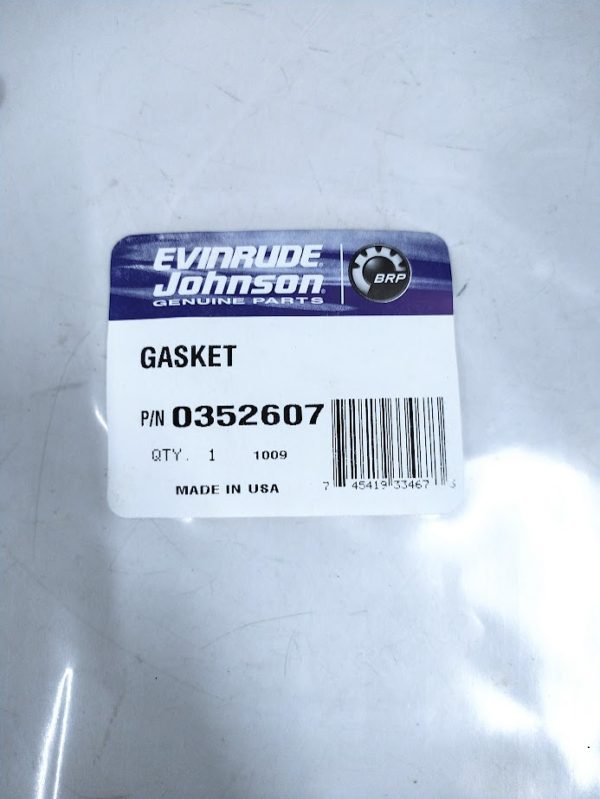 EVINRUDE
Johnson
GENUINE PARTS
BRP
GASKET
P/N 0352607
QTY. 1 1009
MADE IN USA
7 45419 33467